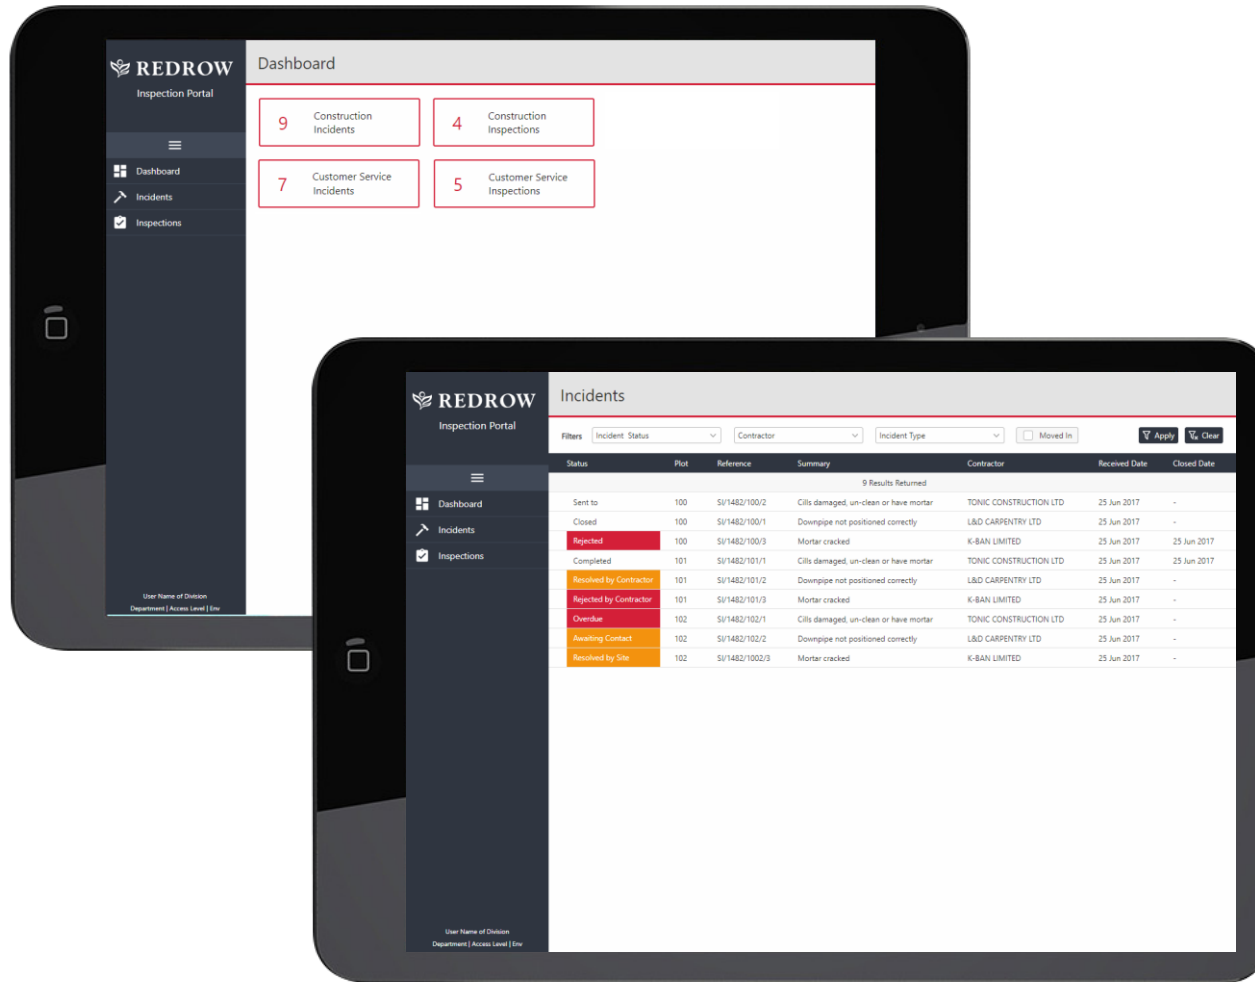 REDROW
Inspection Portal
Dashboard
Incidents
Inspections
User Name of Division
Department | Access Level | Env
Dashboard
9 Construction Incidents
4 Construction Inspections
7 Customer Service Incidents
5 Customer Service Inspections
REDROW
Inspection Portal
Dashboard
Incidents
Inspections
User Name of Division
Department | Access Level | Env
Incidents
Filters Incident Status Contractor Incident Type Moved In Apply Clear
Status Plot Reference Summary Contractor Received Date Closed Date
9 Results Returned
Sent to 100 SI/1482/100/2 Cills damaged, un-clean or have mortar TONIC CONSTRUCTION LTD 25 Jun 2017 -
Closed 100 SI/1482/100/1 Downpipe not positioned correctly L&D CARPENTRY LTD 25 Jun 2017 -
Rejected 100 SI/1482/100/3 Mortar cracked K-BAN LIMITED 25 Jun 2017 25 Jun 2017
Completed 101 SI/1482/101/1 Cills damaged, un-clean or have mortar TONIC CONSTRUCTION LTD 25 Jun 2017 25 Jun 2017
Resolved by Contractor 101 SI/1482/101/2 Downpipe not positioned correctly L&D CARPENTRY LTD 25 Jun 2017 -
Rejected by Contractor 101 SI/1482/101/3 Mortar cracked K-BAN LIMITED 25 Jun 2017 -
Overdue 102 SI/1482/102/1 Cills damaged, un-clean or have mortar TONIC CONSTRUCTION LTD 25 Jun 2017 -
Awaiting Contact 102 SI/1482/102/2 Downpipe not positioned correctly L&D CARPENTRY LTD 25 Jun 2017 -
Resolved by Site 102 SI/1482/1002/3 Mortar cracked K-BAN LIMITED 25 Jun 2017 -